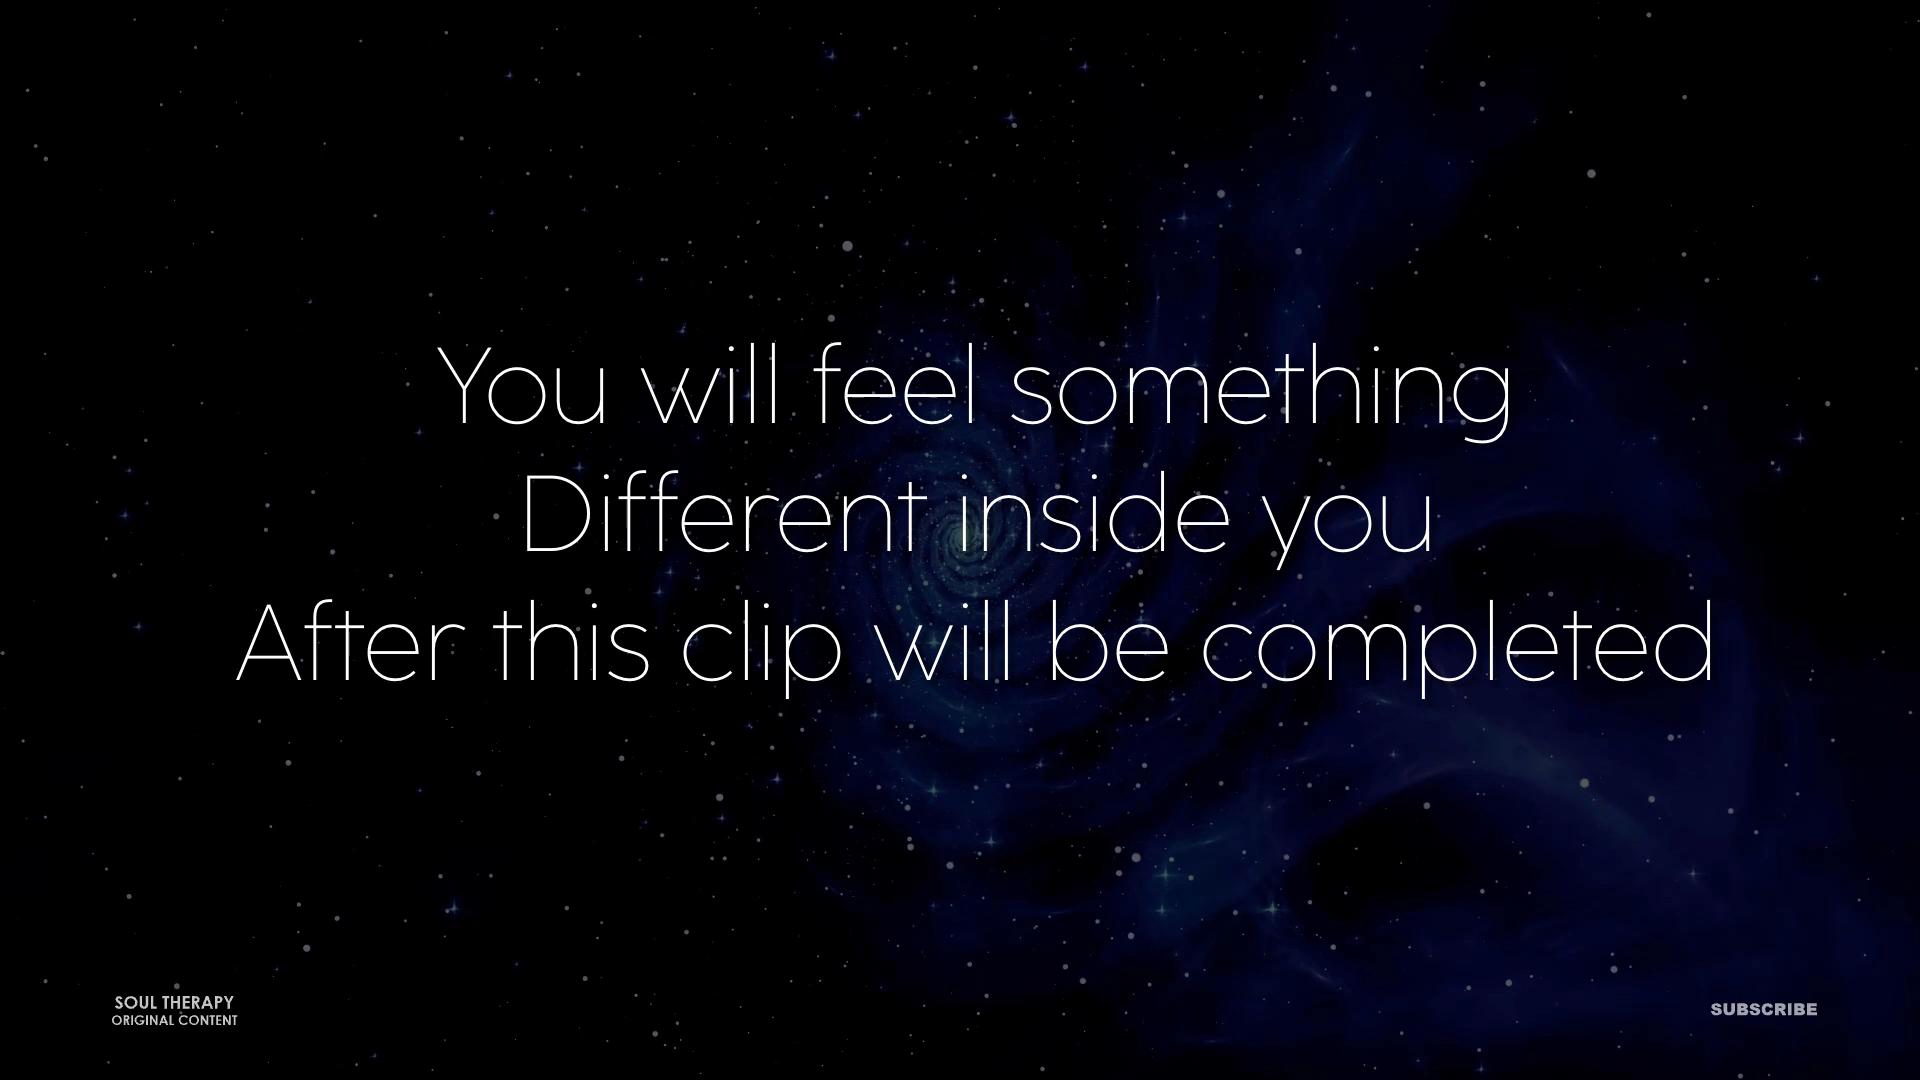 You will feel something
Different inside you
After this clip will be completed
SOUL THERAPY
ORIGINAL CONTENT
SUBSCRIBE